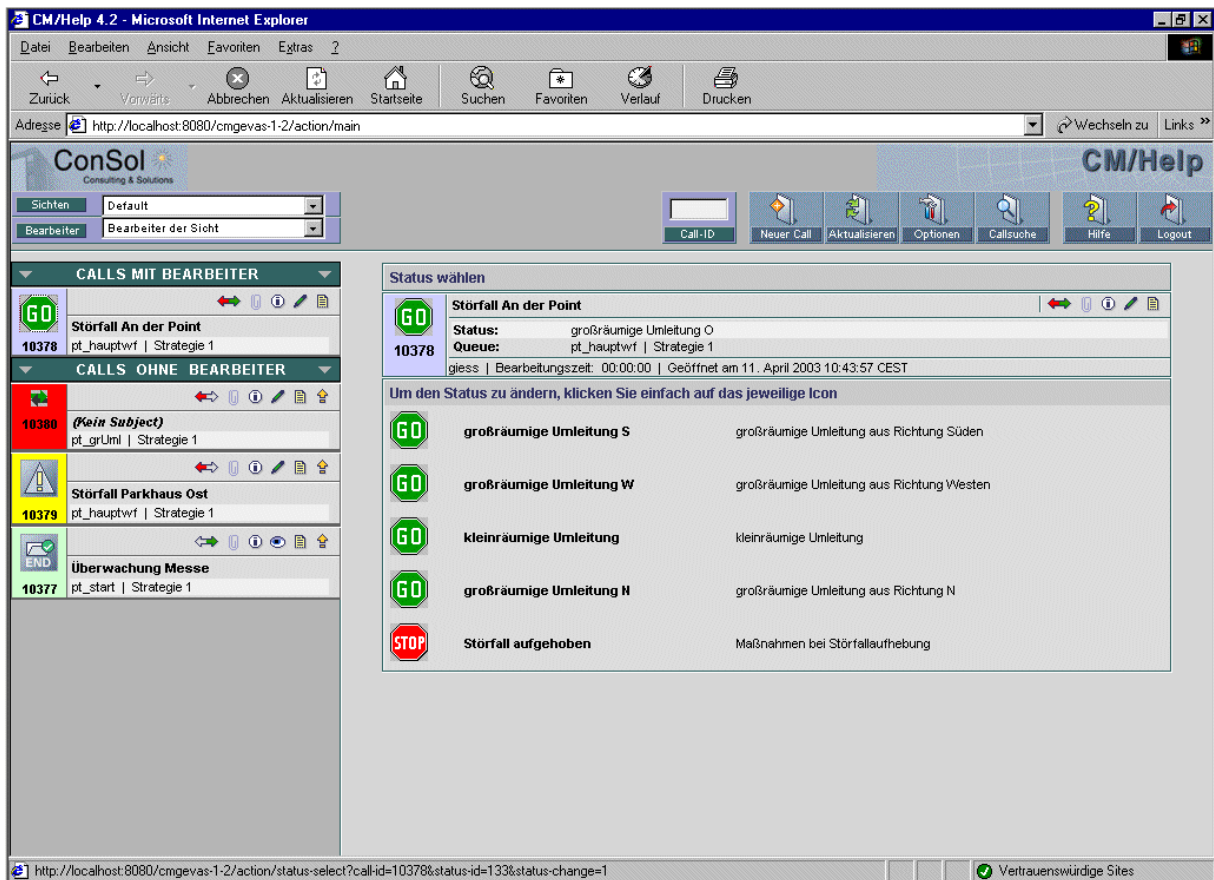 CM/Help 4.2 - Microsoft Internet Explorer
Datei Bearbeiten Ansicht Favoriten Extras ?
Zurück Vorwärts Abbrechen Aktualisieren Startseite Suchen Favoriten Verlauf Drucken
Adresse http://localhost:8080/cmgevas-1-2/action/main Wechseln zu Links »
ConSol CM/Help
Consulting & Solutions
Sichten Default
Bearbeiter Bearbeiter der Sicht
Call-ID Neuer Call Aktualisieren Optionen Callsuche Hilfe Logout
CALLS MIT BEARBEITER
GO
Störfall An der Point
10378 pt_hauptwf | Strategie 1
CALLS OHNE BEARBEITER
10380 (Kein Subject)
pt_grUml | Strategie 1
Störfall Parkhaus Ost
10379 pt_hauptwf | Strategie 1
END
Überwachung Messe
10377 pt_start | Strategie 1
Status wählen
GO Störfall An der Point
Status: großräumige Umleitung O
10378 Queue: pt_hauptwf | Strategie 1
giess | Bearbeitungszeit: 00:00:00 | Geöffnet am 11. April 2003 10:43:57 CEST
Um den Status zu ändern, klicken Sie einfach auf das jeweilige Icon
GO großräumige Umleitung S großräumige Umleitung aus Richtung Süden
GO großräumige Umleitung W großräumige Umleitung aus Richtung Westen
GO kleinräumige Umleitung kleinräumige Umleitung
GO großräumige Umleitung N großräumige Umleitung aus Richtung N
STOP Störfall aufgehoben Maßnahmen bei Störfallaufhebung
http://localhost:8080/cmgevas-1-2/action/status-select?call-id=10378&status-id=133&status-change=1 Vertrauenswürdige Sites